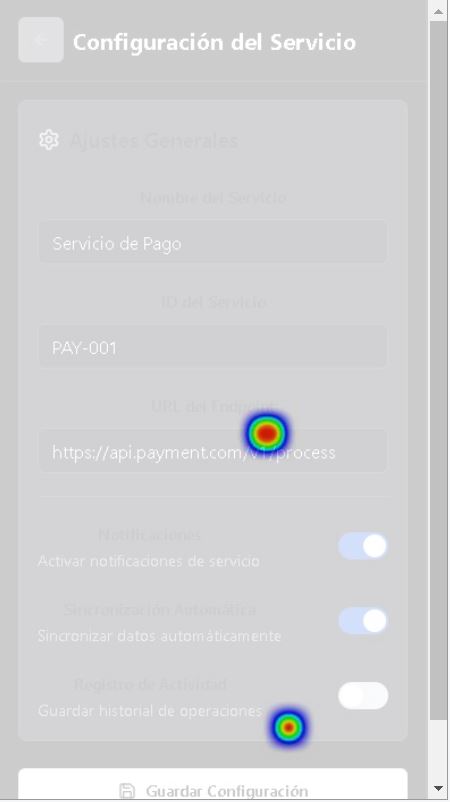 Configuración del Servicio
Ajustes Generales
Nombre del Servicio
Servicio de Pago
ID del Servicio
PAY-001
URL del Endpoint
https://api.payment.com/v1/process
Notificaciones
Activar notificaciones de servicio
Sincronización Automática
Sincronizar datos automáticamente
Registro de Actividad
Guardar historial de operaciones
Guardar Configuración